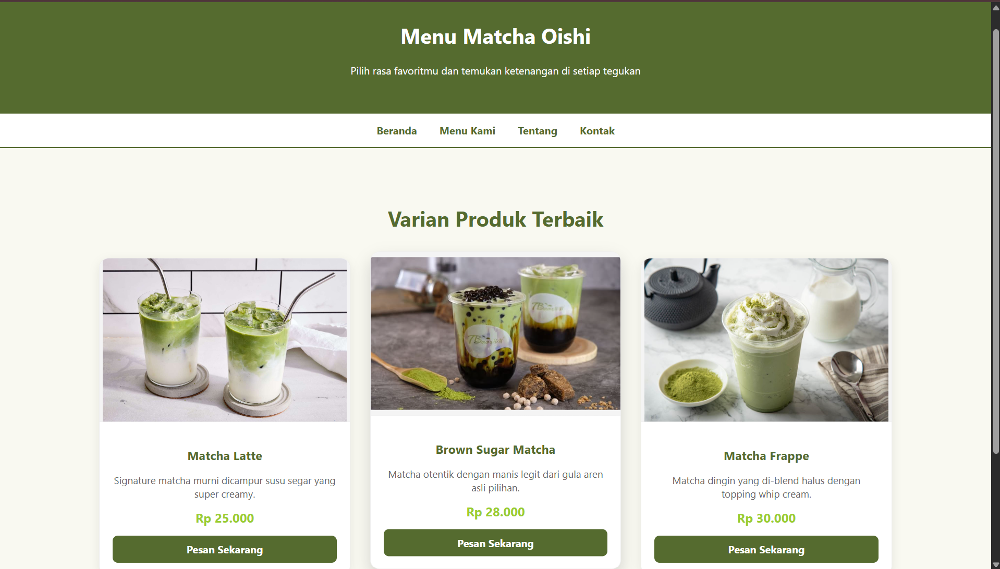 Menu Matcha Oishi
Pilih rasa favoritmu dan temukan ketenangan di setiap tegukan
Beranda Menu Kami Tentang Kontak
Varian Produk Terbaik
Matcha Latte
Signature matcha murni dicampur susu segar yang
super creamy.
Rp 25.000
Pesan Sekarang
Brown Sugar Matcha
Matcha otentik dengan manis legit dari gula aren
asli pilihan.
Rp 28.000
Pesan Sekarang
Matcha Frappe
Matcha dingin yang di-blend halus dengan
topping whip cream.
Rp 30.000
Pesan Sekarang